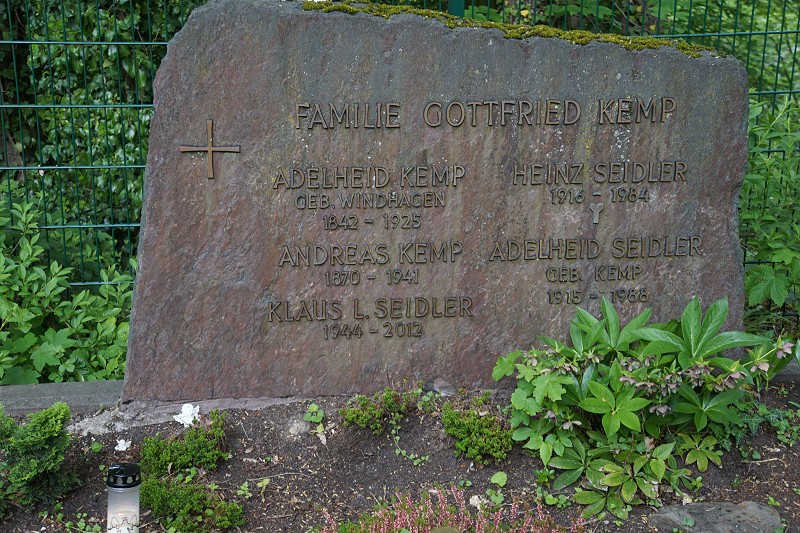 FAMILIE GOTTFRIED KEMP
ADELHEID KEMP
GEB. WINDHAGEN
1842 - 1925
ANDREAS KEMP
1870 - 1941
KLAUS L. SEIDLER
1944 - 2012
HEINZ SEIDLER
1916 - 1984
ADELHEID SEIDLER
GEB. KEMP
1915 - 1988